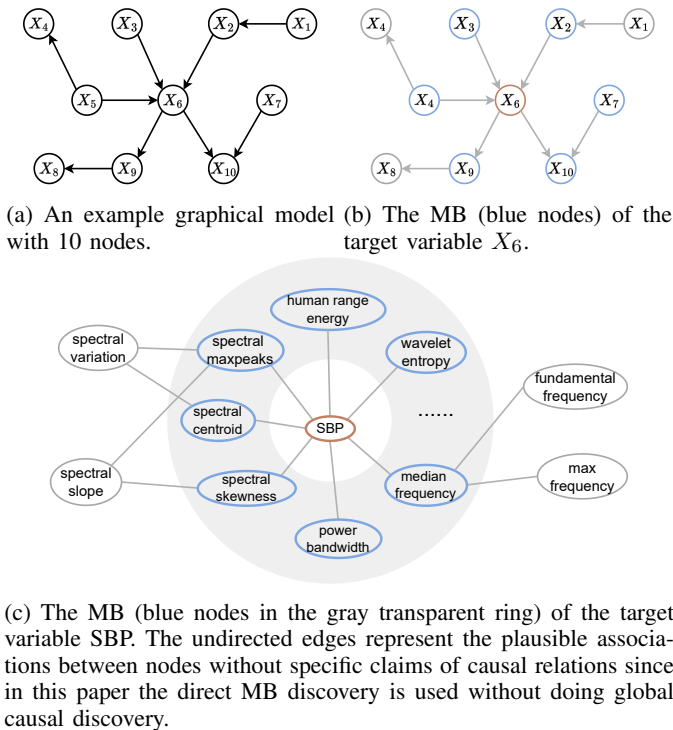 X4 X3 X2 X1
X5 X6 X7
X8 X9 X10
X4 X3 X2 X1
X4 X6 X7
X8 X9 X10
(a) An example graphical model
with 10 nodes.
(b) The MB (blue nodes) of the
target variable X6.
human range
energy
spectral
variation
spectral
maxpeaks
wavelet
entropy
fundamental
frequency
spectral
centroid
SBP
......
spectral
slope
spectral
skewness
median
frequency
max
frequency
power
bandwidth
(c) The MB (blue nodes in the gray transparent ring) of the target
variable SBP. The undirected edges represent the plausible associa-
tions between nodes without specific claims of causal relations since
in this paper the direct MB discovery is used without doing global
causal discovery.